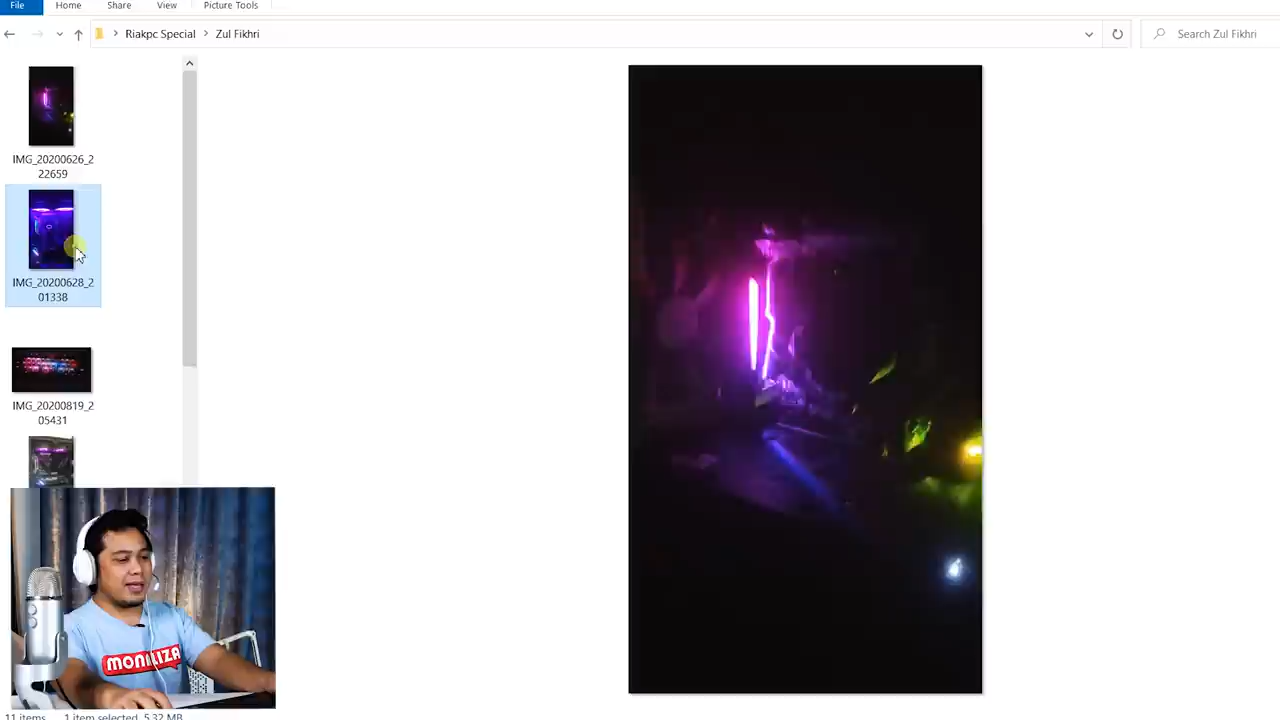 File Home Share View Picture Tools
Riakpc Special Zul Fikhri
Search Zul Fikhri
IMG_20200626_2
22659
IMG_20200628_2
01338
IMG_20200819_2
05431
MONALIZA
11 items 1 item selected 5.32 MB